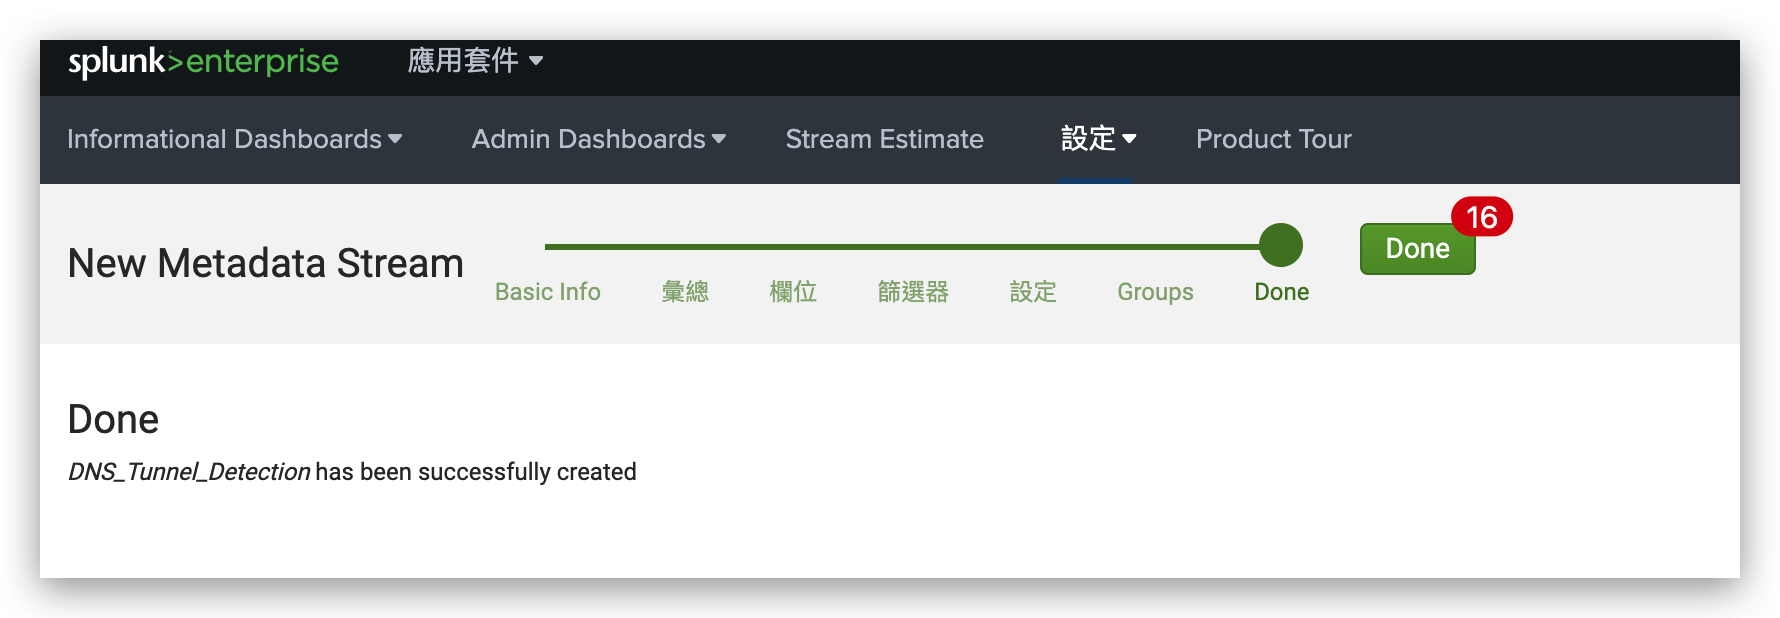 splunk>enterprise 應用套件
Informational Dashboards Admin Dashboards Stream Estimate 設定 Product Tour
New Metadata Stream
Basic Info 彙總 欄位 篩選器 設定 Groups Done
Done 16
Done
DNS_Tunnel_Detection has been successfully created